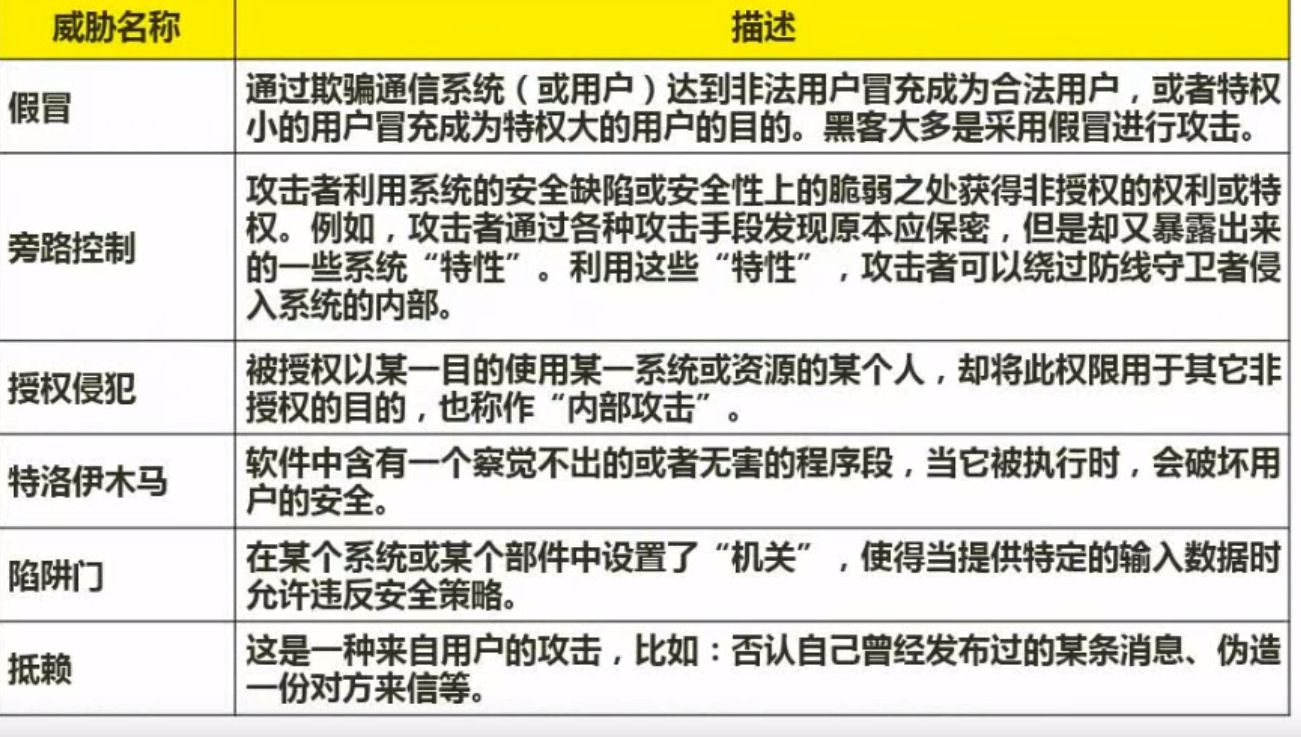 威胁名称
描述
假冒
通过欺骗通信系统（或用户）达到非法用户冒充成为合法用户，或者特权
小的用户冒充成为特权大的用户的目的。黑客大多是采用假冒进行攻击。
旁路控制
攻击者利用系统的安全缺陷或安全性上的脆弱之处获得非授权的权利或特
权。例如，攻击者通过各种攻击手段发现原本应保密，但是却又暴露出来
的一些系统“特性”。利用这些“特性”，攻击者可以绕过防线守卫者侵
入系统的内部。
授权侵犯
被授权以某一目的使用某一系统或资源的某个人，却将此权限用于其它非
授权的目的，也称作“内部攻击”。
特洛伊木马
软件中含有一个察觉不出的或者无害的程序段，当它被执行时，会破坏用
户的安全。
陷阱门
在某个系统或某个部件中设置了“机关”，使得当提供特定的输入数据时
允许违反安全策略。
抵赖
这是一种来自用户的攻击，比如：否认自己曾经发布过的某条消息、伪造
一份对方来信等。